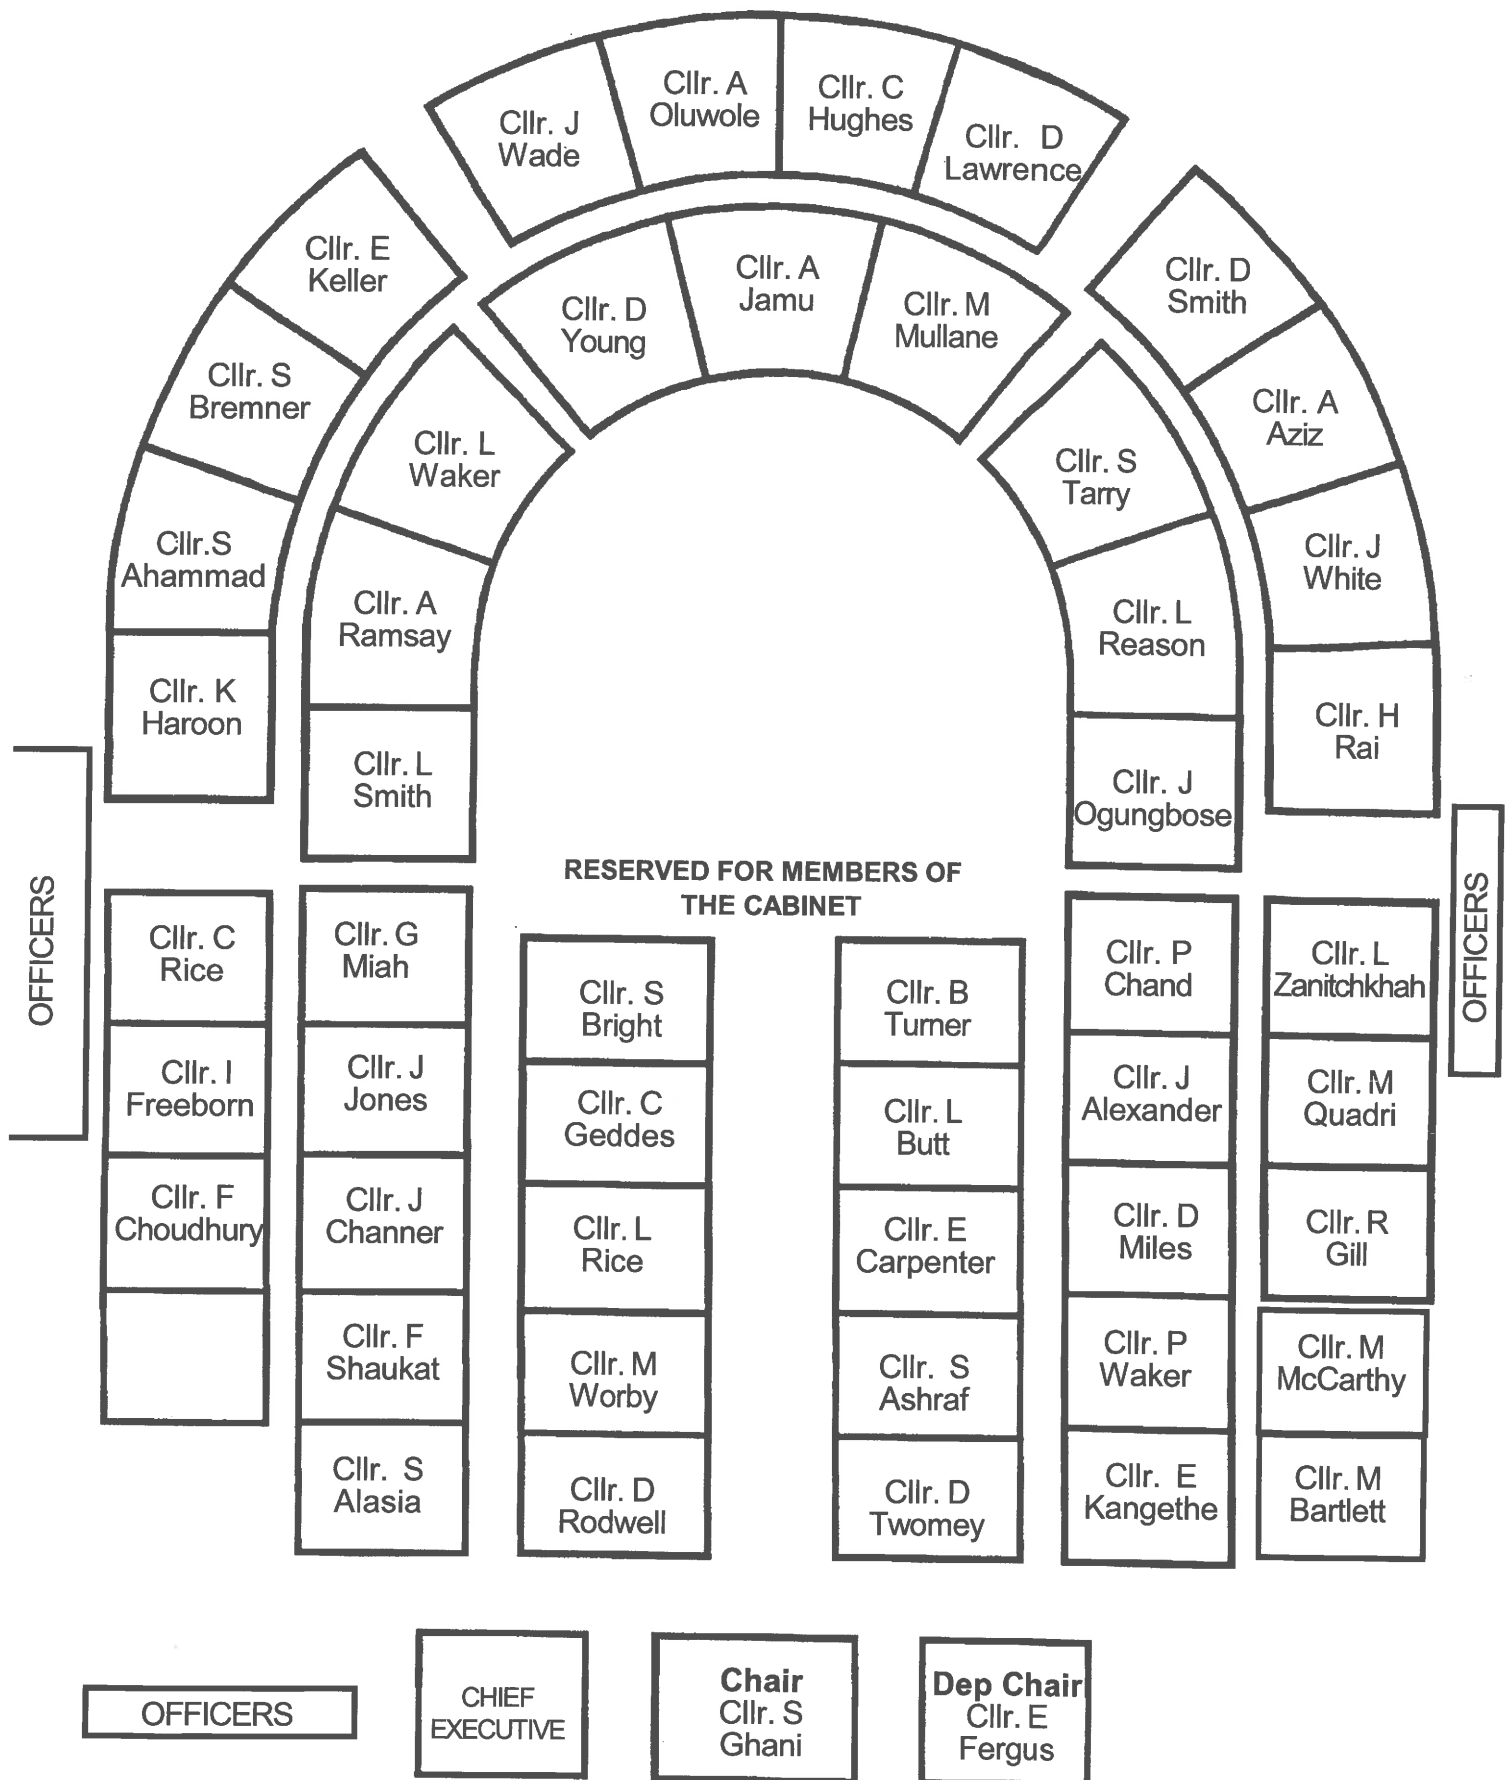 Cllr. J
Wade
Cllr. A
Oluwole
Cllr. C
Hughes
Cllr. D
Lawrence
Cllr. E
Keller
Cllr. S
Bremner
Cllr.S
Ahammad
Cllr. K
Haroon
Cllr. D
Smith
Cllr. A
Aziz
Cllr. J
White
Cllr. H
Rai
Cllr. D
Young
Cllr. A
Jamu
Cllr. M
Mullane
Cllr. L
Waker
Cllr. A
Ramsay
Cllr. L
Smith
Cllr. S
Tarry
Cllr. L
Reason
Cllr. J
Ogungbose
OFFICERS
RESERVED FOR MEMBERS OF
THE CABINET
OFFICERS
Cllr. C
Rice
Cllr. I
Freeborn
Cllr. F
Choudhury
Cllr. G
Miah
Cllr. J
Jones
Cllr. J
Channer
Cllr. F
Shaukat
Cllr. S
Alasia
Cllr. S
Bright
Cllr. C
Geddes
Cllr. L
Rice
Cllr. M
Worby
Cllr. D
Rodwell
Cllr. B
Turner
Cllr. L
Butt
Cllr. E
Carpenter
Cllr. S
Ashraf
Cllr. D
Twomey
Cllr. P
Chand
Cllr. J
Alexander
Cllr. D
Miles
Cllr. P
Waker
Cllr. E
Kangethe
Cllr. L
Zanitchkhah
Cllr. M
Quadri
Cllr. R
Gill
Cllr. M
McCarthy
Cllr. M
Bartlett
OFFICERS
CHIEF
EXECUTIVE
Chair
Cllr. S
Ghani
Dep Chair
Cllr. E
Fergus